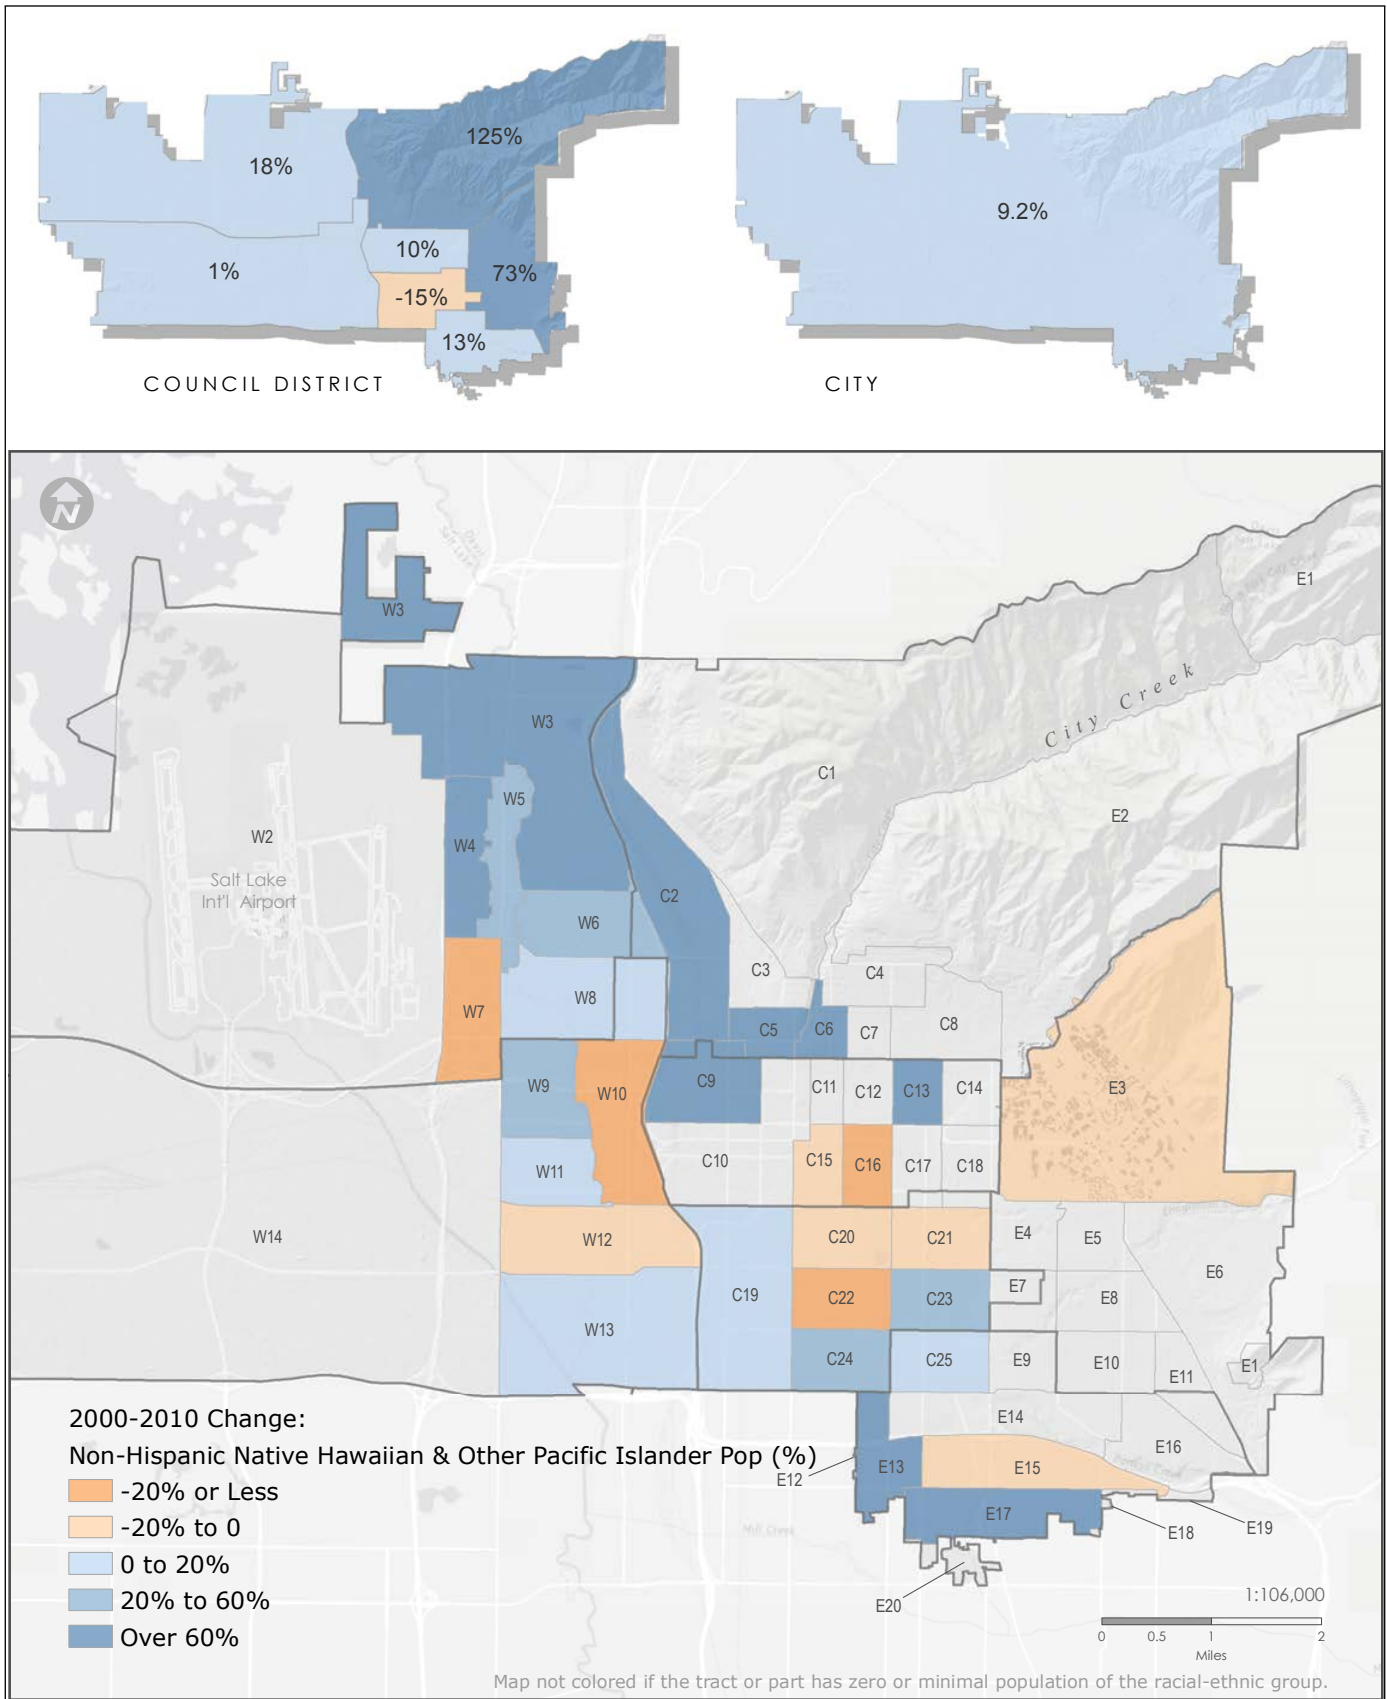 125%
18%
10%
1%
73%
-15%
13%
COUNCIL DISTRICT
9.2%
CITY
N
Davis
Salt Lake
W3
E1
City Creek
W3
C1
W5
E2
W2
W4
Salt Lake
Int'l Airport
C2
W6
C3
C4
W8
W7
C5
C6
C7
C8
W9
W10
C9
C11
C12
C13
C14
E3
W11
C10
C15
C16
C17
C18
W14
W12
C20
C21
E4
E5
E6
C19
C22
C23
E7
E8
W13
C24
C25
E9
E10
E11
E1
2000-2010 Change:
Non-Hispanic Native Hawaiian & Other Pacific Islander Pop (%)
-20% or Less
-20% to 0
0 to 20%
20% to 60%
Over 60%
E14
E16
E12
E13
E15
E17
E18
E19
Mill Creek
E20
1:106,000
0 0.5 1 2
Miles
Map not colored if the tract or part has zero or minimal population of the racial-ethnic group.